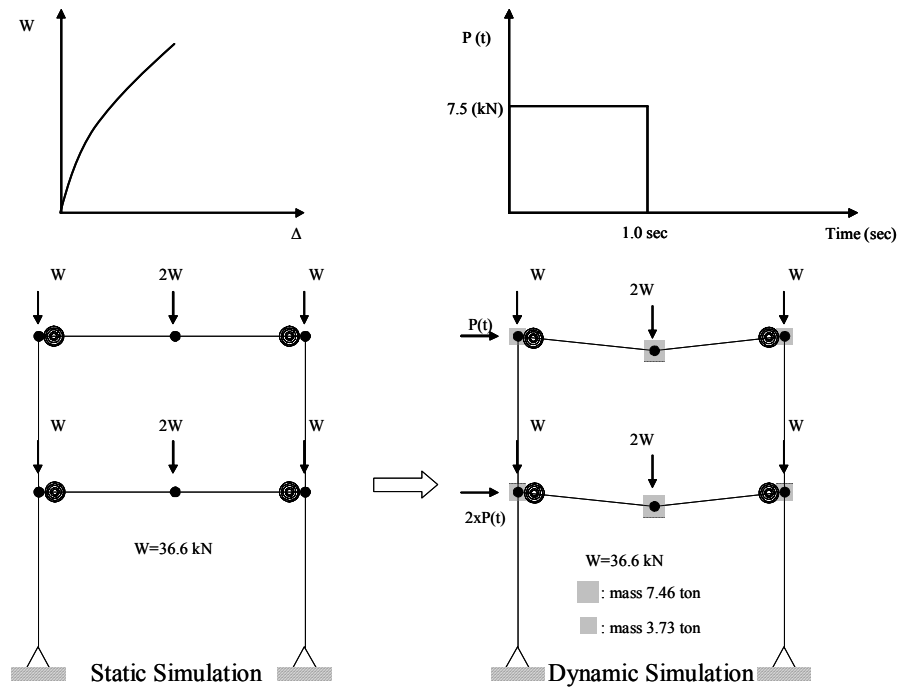 W
Δ
P (t)
7.5 (kN)
1.0 sec
Time (sec)
W
2W
W
W
2W
W
W=36.6 kN
Static Simulation
W
2W
W
P(t)
W
2W
W
2xP(t)
W=36.6 kN
: mass 7.46 ton
: mass 3.73 ton
Dynamic Simulation